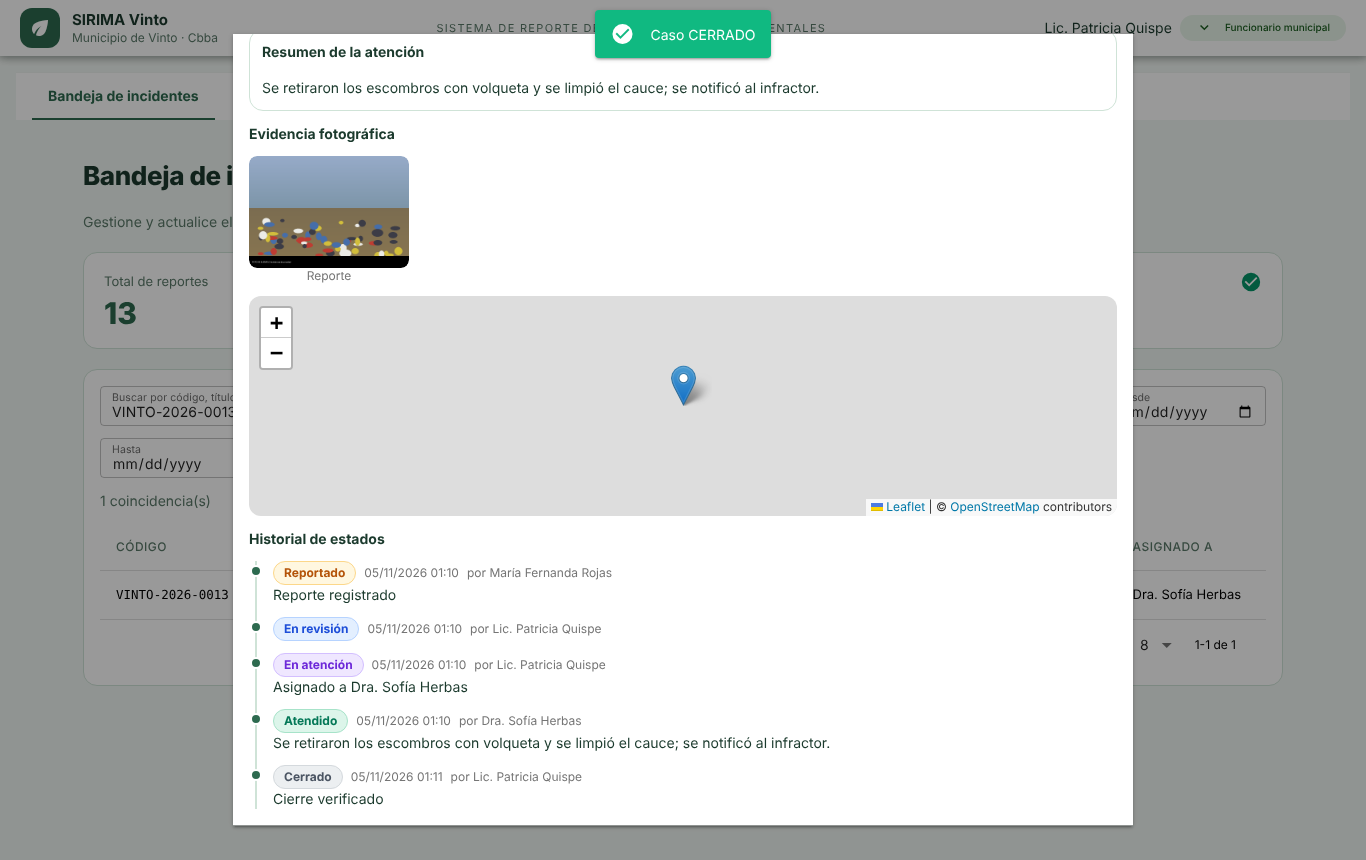 SIRIMA Vinto
Municipio de Vinto · Cbba
SISTEMA DE REPORTE DE
ENTALES
Lic. Patricia Quispe
Funcionario municipal
Caso CERRADO
Bandeja de incidentes
Bandeja de i
Gestione y actualice el
Total de reportes
13
Buscar por código, títul
VINTO-2026-0013
sde
m/dd/yyyy
Hasta
mm/dd/yyyy
1 coincidencia(s)
CÓDIGO
ASIGNADO A
VINTO-2026-0013
Dra. Sofía Herbas
8
1-1 de 1
Resumen de la atención
Se retiraron los escombros con volqueta y se limpió el cauce; se notificó al infractor.
Evidencia fotográfica
Reporte
+
−
Leaflet | © OpenStreetMap contributors
Historial de estados
Reportado 05/11/2026 01:10 por María Fernanda Rojas
Reporte registrado
En revisión 05/11/2026 01:10 por Lic. Patricia Quispe
En atención 05/11/2026 01:10 por Lic. Patricia Quispe
Asignado a Dra. Sofía Herbas
Atendido 05/11/2026 01:10 por Dra. Sofía Herbas
Se retiraron los escombros con volqueta y se limpió el cauce; se notificó al infractor.
Cerrado 05/11/2026 01:11 por Lic. Patricia Quispe
Cierre verificado